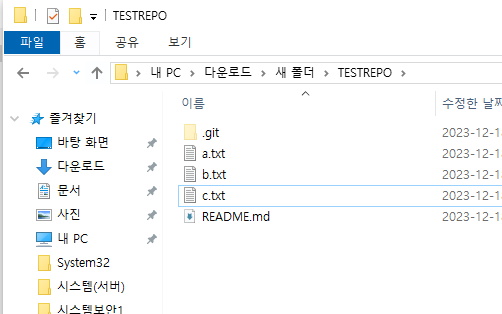 TESTREPO
파일 홈 공유 보기
내 PC > 다운로드 > 새 폴더 > TESTREPO >
이름 수정한 날짜
즐겨찾기
바탕 화면
다운로드
문서
사진
내 PC
System32
시스템(서버)
시스템보안1
.git 2023-12-1
a.txt 2023-12-1
b.txt 2023-12-1
c.txt 2023-12-1
README.md 2023-12-1